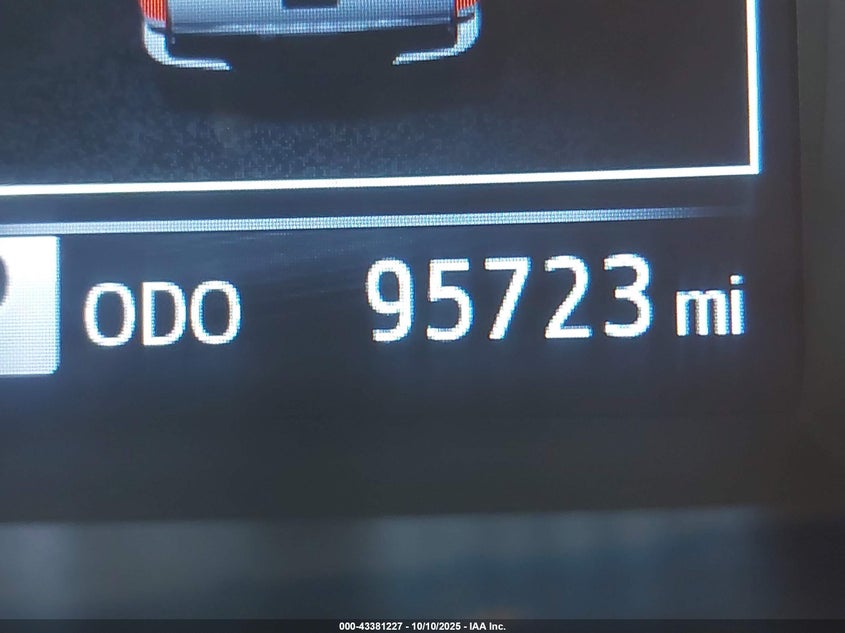 ODO 95723 mi
000-43381227 - 10/10/2025 - IAA Inc.